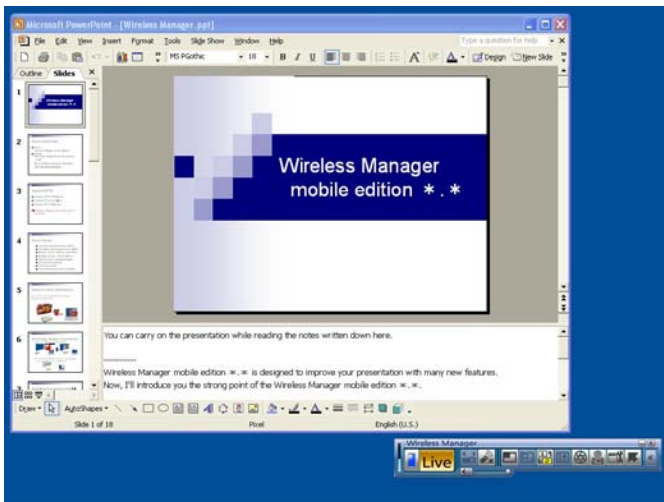 Microsoft PowerPoint - [Wireless Manager.ppt]
File Edit View Insert Format Tools Slide Show Window Help Type a question for help
MS PGothic 18 B I U Design New Slide
Outline Slides
1
2
3
4
5
6
Wireless Manager
mobile edition *.*
You can carry on the presentation while reading the notes written down here.
----------
Wireless Manager mobile edition *.* is designed to improve your presentation with many new features.
Now, I'll introduce you the strong point of the Wireless Manager mobile edition *.*.
Draw AutoShapes
Slide 1 of 18 Pixel English (U.S.)
Wireless Manager
Live